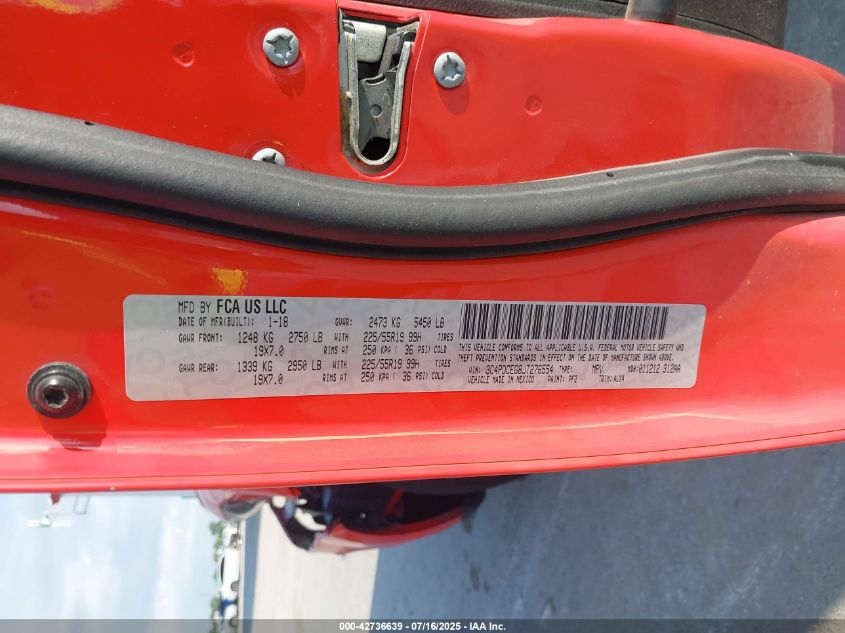 MFD BY FCA US LLC
DATE OF MFR(BUILT): 1-18 GVWR: 2473 KG 5450 LB
GAWR FRONT: 1248 KG 2750 LB WITH 225/55R19 99H TIRES
19X7.0 RIMS AT 250 KPA ( 36 PSI) COLD
GAWR REAR: 1339 KG 2950 LB WITH 225/55R19 99H TIRES
19X7.0 RIMS AT 250 KPA ( 36 PSI) COLD
THIS VEHICLE CONFORMS TO ALL APPLICABLE U.S.A. FEDERAL MOTOR VEHICLE SAFETY AND
THEFT PREVENTION STANDARDS IN EFFECT ON THE DATE OF MANUFACTURE SHOWN ABOVE.
VIN: 3C4PDCEG8JT276554 TYPE: MPV MDH: 011212 312AA
VEHICLE MADE IN MEXICO PAINT: PF2 TRIM: ALX4
000-42736639 - 07/16/2025 - IAA Inc.